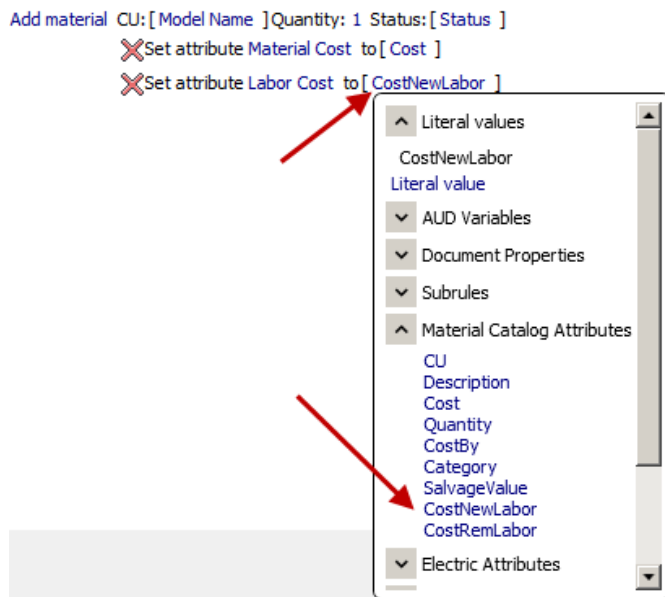 Add material CU:[ Model Name ]Quantity: 1 Status:[ Status ]
Set attribute Material Cost to[ Cost ]
Set attribute Labor Cost to[ CostNewLabor ]
Literal values
CostNewLabor
Literal value
AUD Variables
Document Properties
Subrules
Material Catalog Attributes
CU
Description
Cost
Quantity
CostBy
Category
SalvageValue
CostNewLabor
CostRemLabor
Electric Attributes